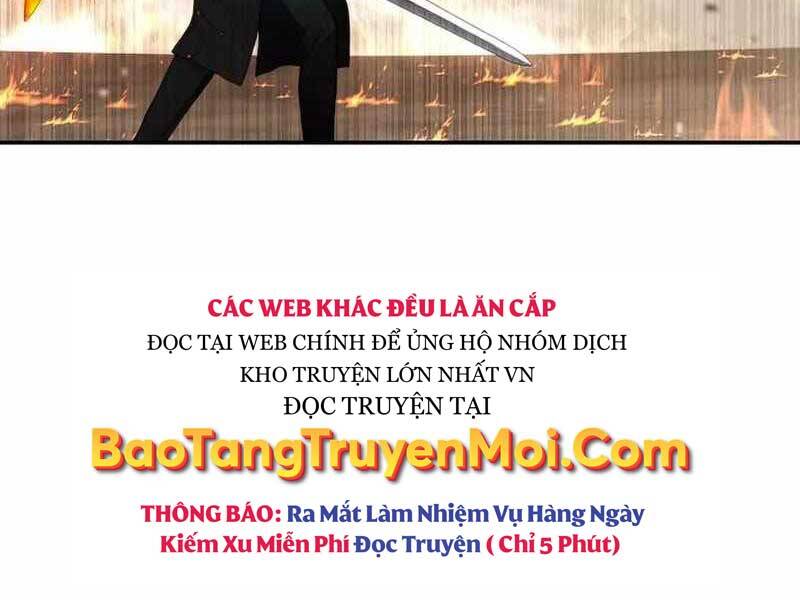 CÁC WEB KHÁC ĐỀU LÀ ĂN CẮP
ĐỌC TẠI WEB CHÍNH ĐỂ ỦNG HỘ NHÓM DỊCH
KHO TRUYỆN LỚN NHẤT VN
ĐỌC TRUYỆN TẠI
BaoTangTruyenMoi.Com
THÔNG BÁO: Ra Mắt Làm Nhiệm Vụ Hàng Ngày
Kiếm Xu Miễn Phí Đọc Truyện ( Chỉ 5 Phút)